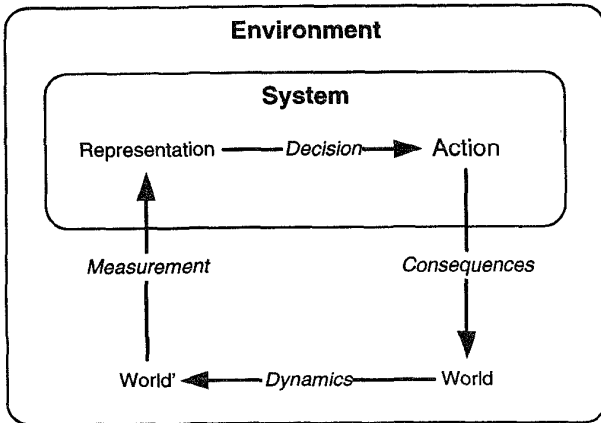 Environment
System
Representation Decision Action
Measurement Consequences
World' Dynamics World